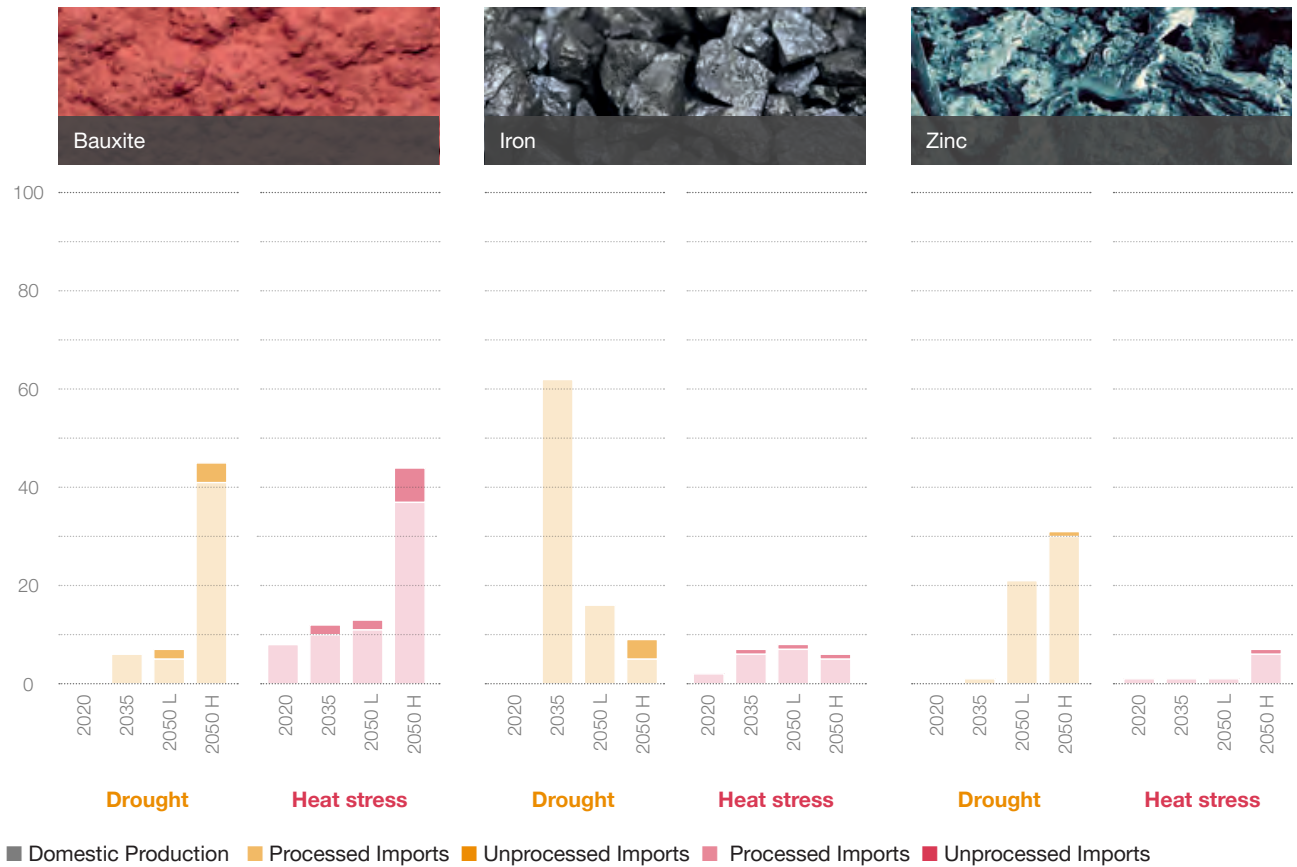 Bauxite
Iron
Zinc
100
80
60
40
20
0
2020 2035 2050 L 2050 H
2020 2035 2050 L 2050 H
2020 2035 2050 L 2050 H
2020 2035 2050 L 2050 H
2020 2035 2050 L 2050 H
2020 2035 2050 L 2050 H
Drought Heat stress Drought Heat stress Drought Heat stress
Domestic Production Processed Imports Unprocessed Imports Processed Imports Unprocessed Imports